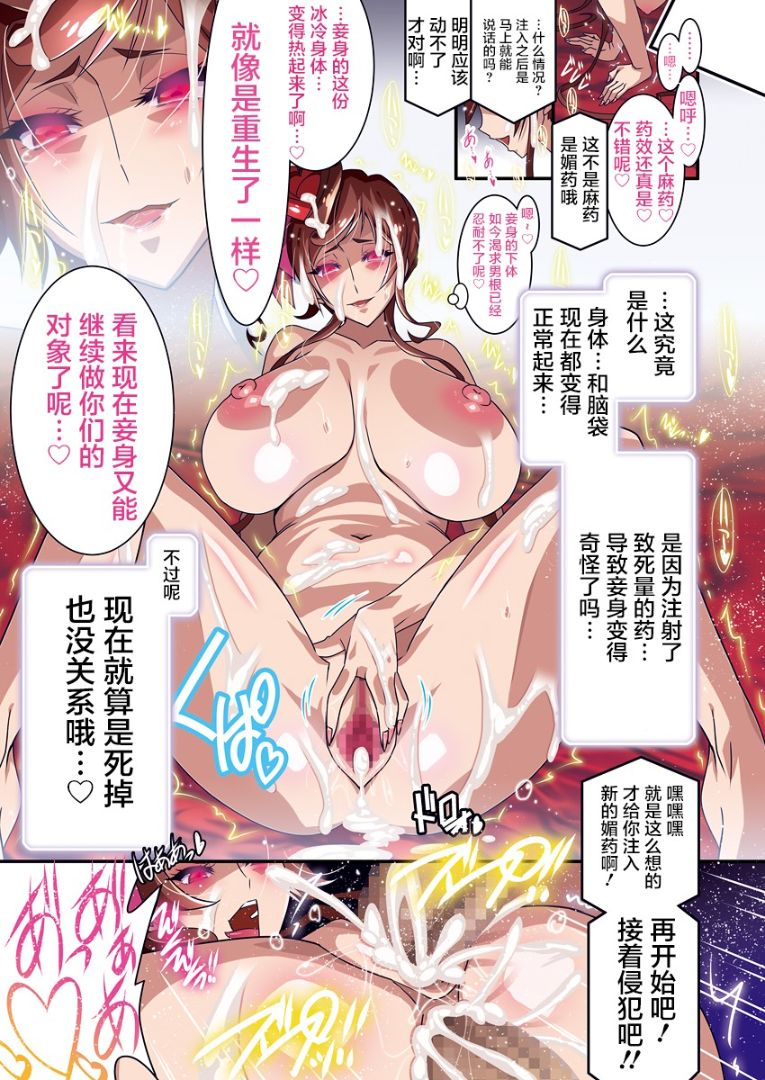 ………
…嗯…
嗯呼…♡
…这个麻药♡
药效还真是♡
不错呢♡
这不是麻药
是媚药哦
…什么情况?
注入之后是
马上就能
说话的吗?
明明应该
动不了
才对啊…
…妾身的这份
冰冷身体…
变得热起来了啊…
就像是重生了一样♡
嗯~♡
妾身的下体
如今渴求男根已经
忍耐不了呢♡
…这究竟
是什么
身体…和脑袋
现在都变得
正常起来…
是因为注射了
致死量的药…
导致妾身变得
奇怪了吗…
看来现在妾身又能
继续做你们的
对象了呢…♡
不过呢
现在就算是死掉
也没关系哦…♡
くぱぁ♡
ドロォ
嘿嘿嘿
就是这么想的
才给你注入
新的媚药啊!
再开始吧!
接着侵犯吧!!